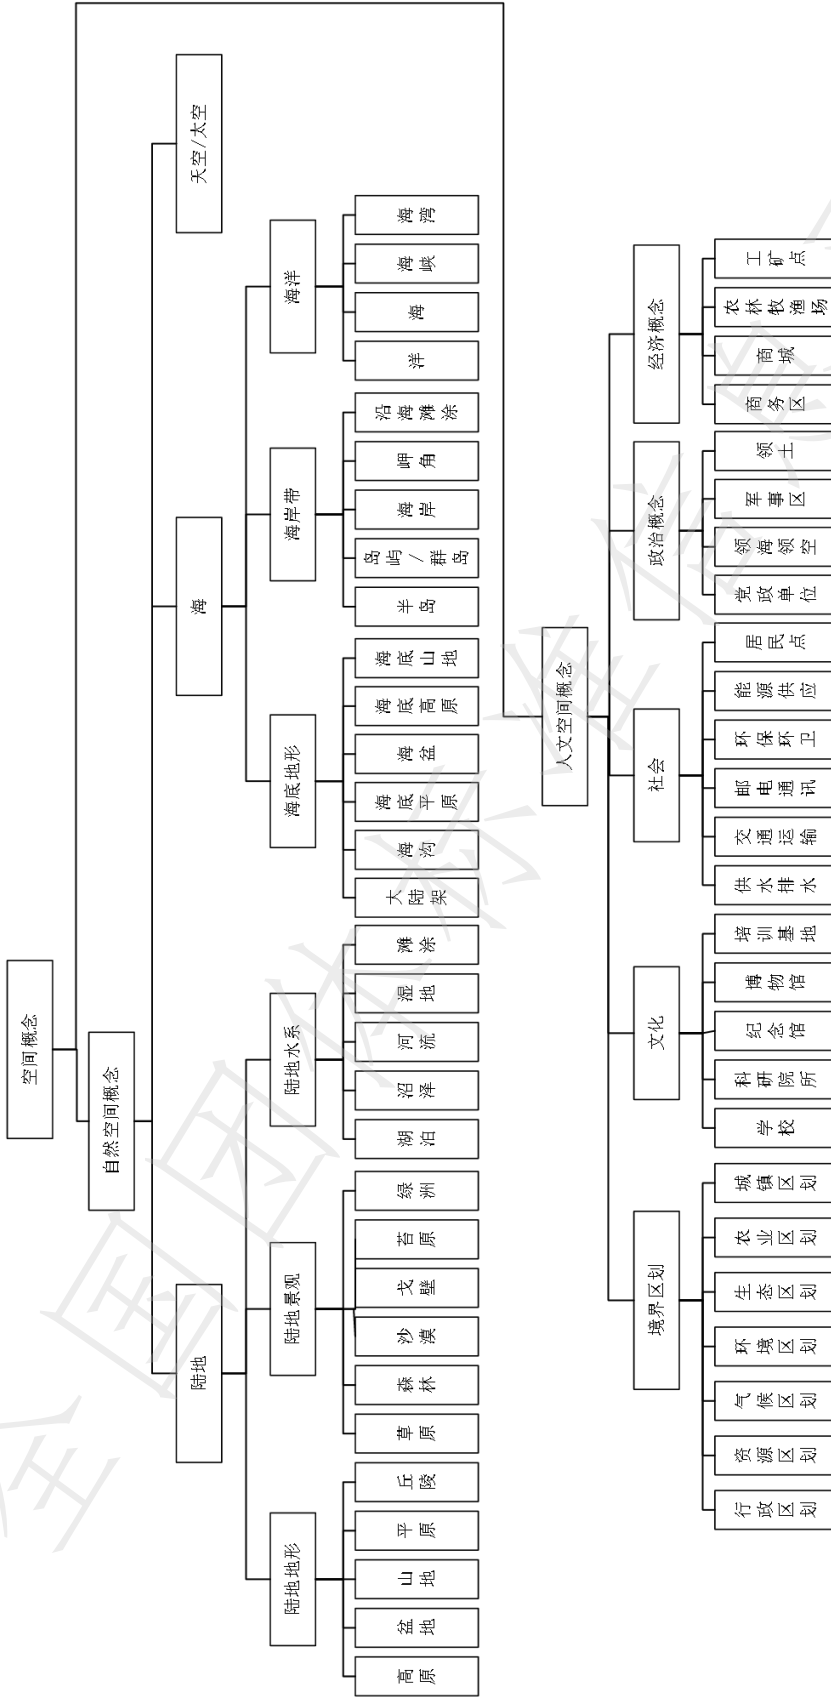 空间概念
自然空间概念
陆地
海
天空/太空
陆地地形
陆地景观
陆地水系
海底地形
海岸带
海洋
高原
盆地
山地
平原
丘陵
草原
森林
沙漠
戈壁
苔原
绿洲
湖泊
沼泽
河流
湿地
滩涂
大陆架
海沟
海底平原
海盆
海底高原
海底山地
半岛
岛屿/群岛
海岸
岬角
沿海滩涂
洋
海
海峡
海湾
人文空间概念
境界区划
文化
社会
政治概念
经济概念
行政区划
资源区划
气候区划
环境区划
生态区划
农业区划
城镇区划
学校
科研院所
纪念馆
博物馆
培训基地
供水排水
交通运输
邮电通讯
环保环卫
能源供应
居民点
党政单位
领海领空
军事区
领土
商务区
商城
农林牧渔场
工矿点
全国团体标准信息